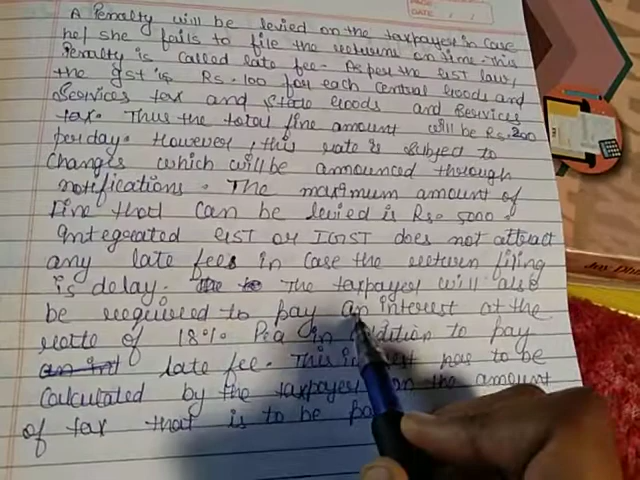 PAGE
DATE
A Penalty will be levied on the taxpayer in case
he/she fails to file the return on time. This
Penalty is called late fee. As per the GST law,
the gst is Rs.100 for each Central Goods and
Services tax and State Goods and Services
tax. Thus the total fine amount will be Rs.200
per day. However, this rate is subject to
changes which will be announced through
notifications. The maximum amount of
Fine that can be levied is Rs. 5000.
Integerated GST or IGST does not attract
any late fees in case the return filing
is delay. The taxpayer will also
be required to pay an interest at the
rate of 18% P.a in addition to pay
late fee. This has to be
calculated by the taxpayer on the amount
of tax that is to be